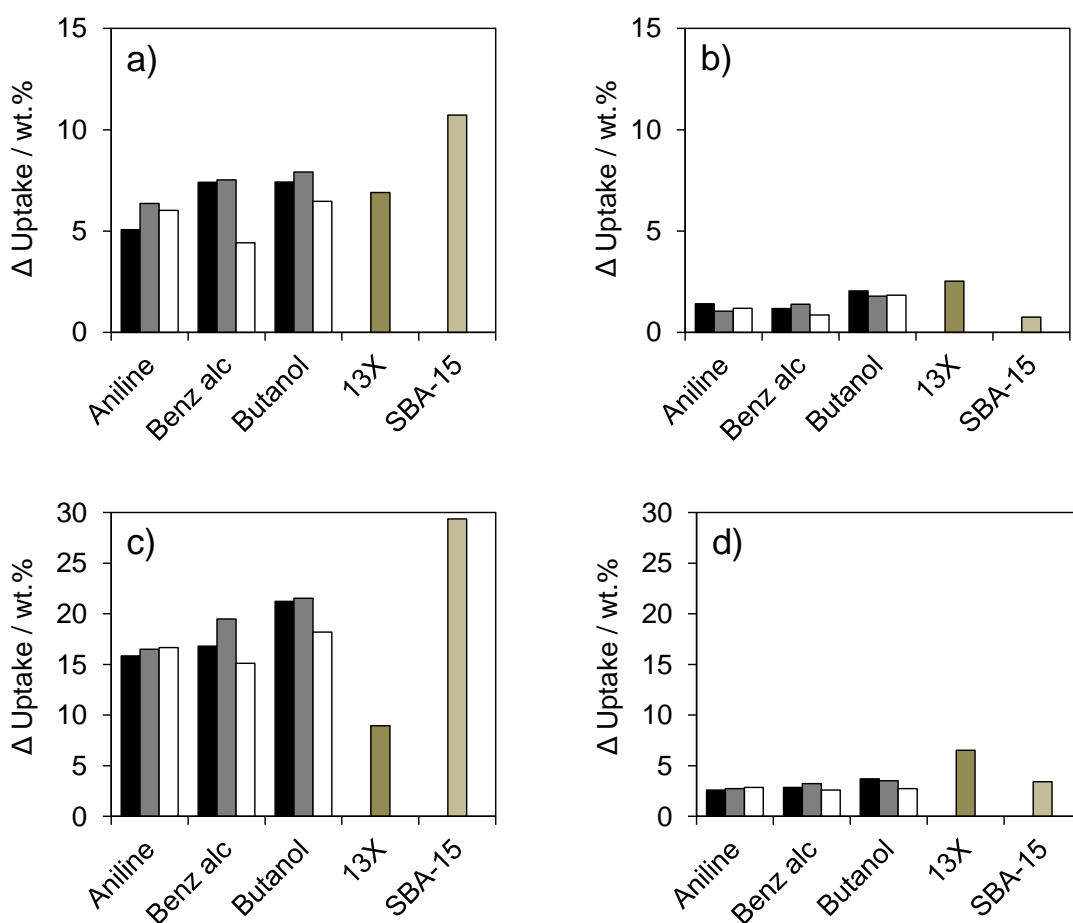 a)
Δ Uptake / wt.%
15
10
5
0
Aniline
Benz alc
Butanol
13X
SBA-15
b)
Δ Uptake / wt.%
15
10
5
0
Aniline
Benz alc
Butanol
13X
SBA-15
c)
Δ Uptake / wt.%
30
25
20
15
10
5
0
Aniline
Benz alc
Butanol
13X
SBA-15
d)
Δ Uptake / wt.%
30
25
20
15
10
5
0
Aniline
Benz alc
Butanol
13X
SBA-15